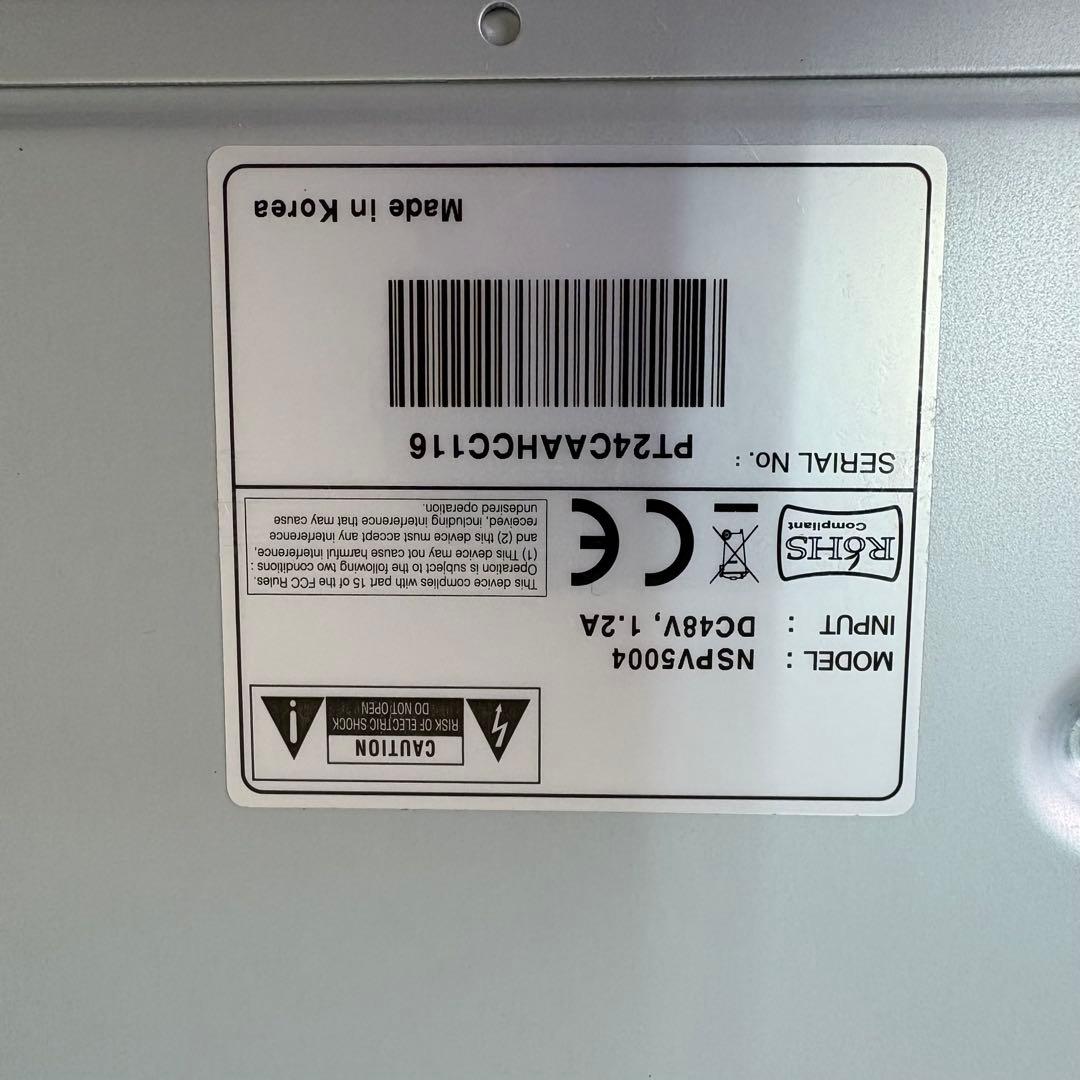 CAUTION
RISK OF ELECTRIC SHOCK
DO NOT OPEN
MODEL : NSPV5004
INPUT : DC48V, 1.2A
RoHS
Compliant
CE
This device complies with part 15 of the FCC Rules.
Operation is subject to the following two conditions :
(1) This device may not cause harmful interference,
and (2) this device must accept any interference
received, including interference that may cause
undesired operation.
SERIAL No. : PT24CAAHCC116
Made in Korea